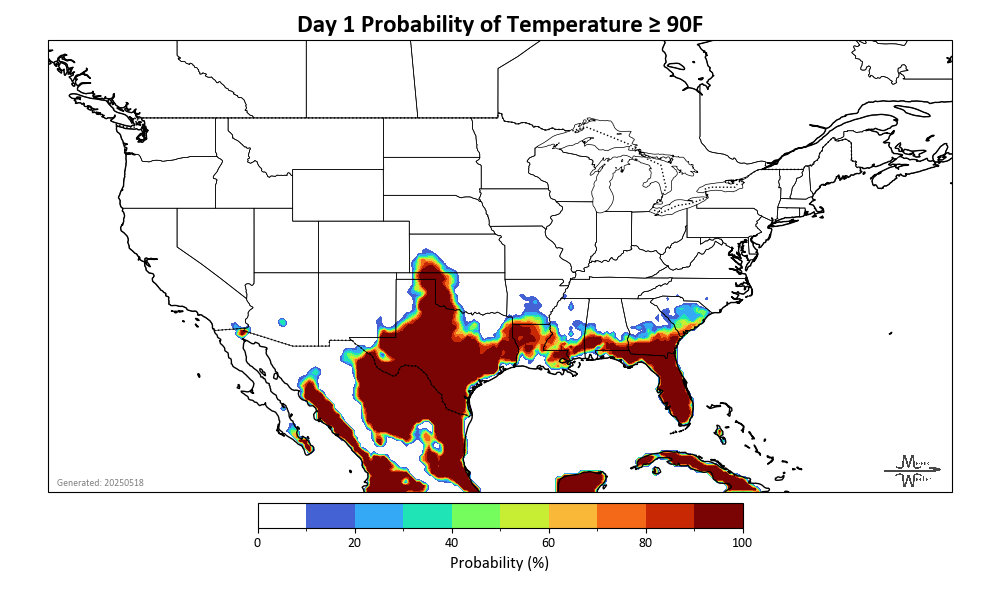 Day 1 Probability of Temperature ≥ 90F
Generated: 20250518
0 20 40 60 80 100
Probability (%)